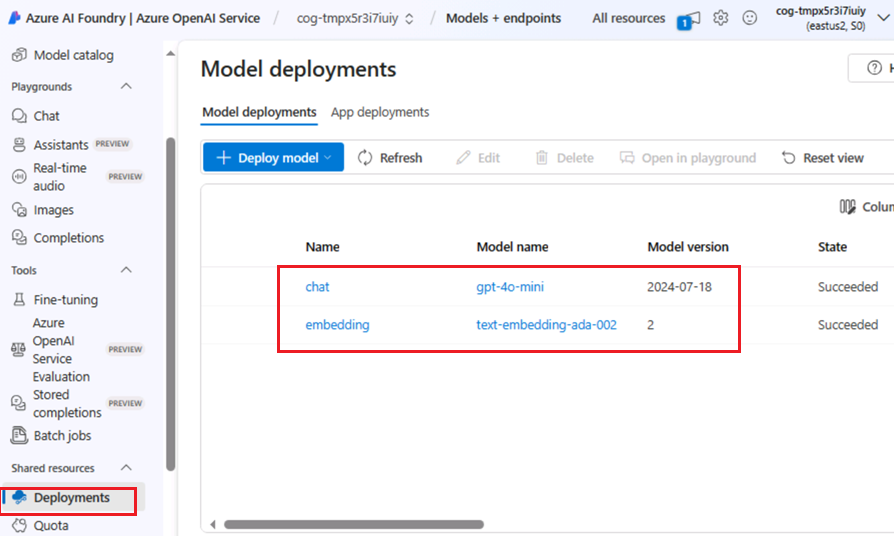 Azure AI Foundry | Azure OpenAI Service / cog-tmpx5r3i7iuiy / Models + endpoints All resources 1 cog-tmpx5r3i7iuiy
(eastus2, S0)
Model catalog
Playgrounds
Chat
Assistants PREVIEW
Real-time
audio PREVIEW
Images
Completions
Tools
Fine-tuning
Azure
OpenAI
Service
Evaluation PREVIEW
Stored
completions PREVIEW
Batch jobs
Shared resources
Deployments
Quota
Model deployments
Model deployments App deployments
Deploy model Refresh Edit Delete Open in playground Reset view
Name Model name Model version State
chat gpt-4o-mini 2024-07-18 Succeeded
embedding text-embedding-ada-002 2 Succeeded